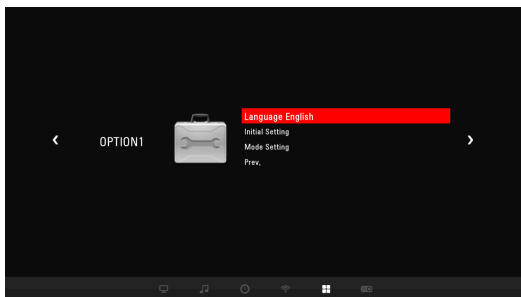 OPTION1
Language English
Initial Setting
Mode Setting
Prev.